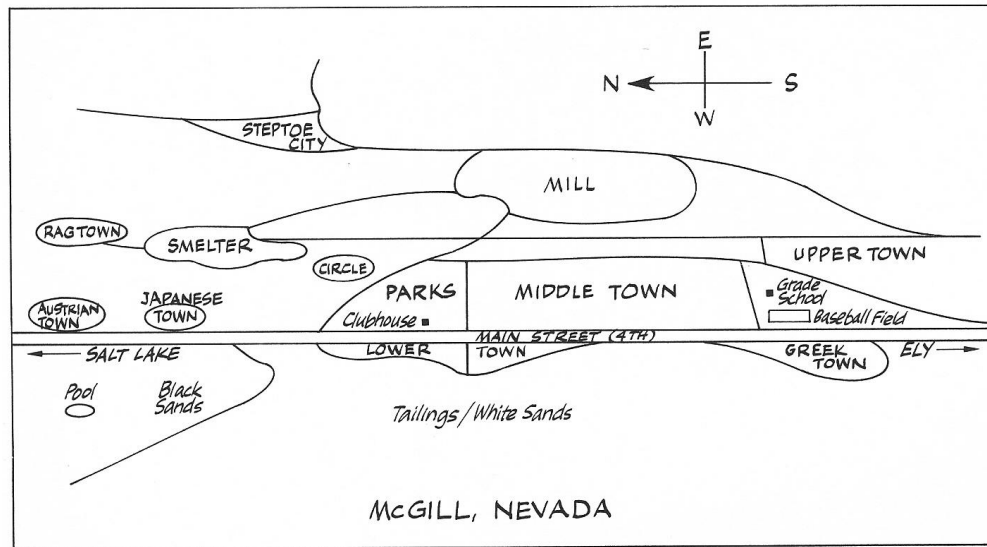 E
N
S
W
STEPTOE
CITY
MILL
RAGTOWN
SMELTER
UPPER TOWN
CIRCLE
PARKS
MIDDLE TOWN
Grade
School
AUSTRIAN
TOWN
JAPANESE
TOWN
Clubhouse
Baseball Field
MAIN STREET (4TH)
SALT LAKE
LOWER
TOWN
GREEK
TOWN
ELY
Pool
Black
Sands
Tailings/White Sands
McGILL, NEVADA